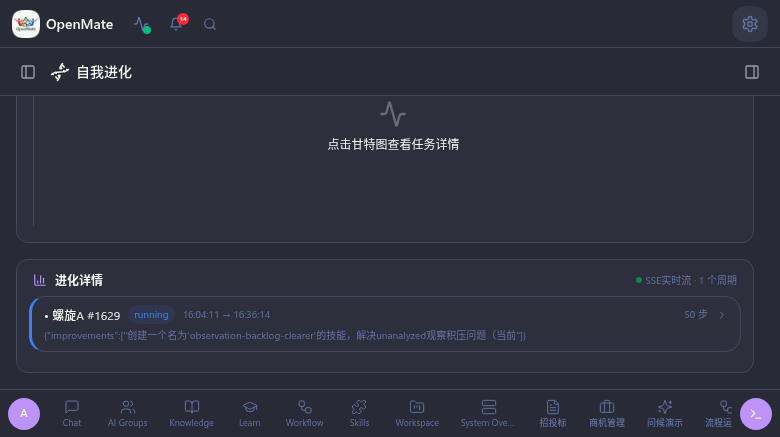 OpenMate
OpenMate
14
自我进化
点击甘特图查看任务详情
进化详情
SSE实时流 · 1 个周期
• 螺旋A #1629 running 16:04:11 → 16:36:14
50 步
{"improvements":["创建一个名为'observation-backlog-clearer'的技能，解决unanalyzed观察积压问题（当前"]}
A
Chat
AI Groups
Knowledge
Learn
Workflow
Skills
Workspace
System Ove...
招投标
商机管理
问候演示
流程运